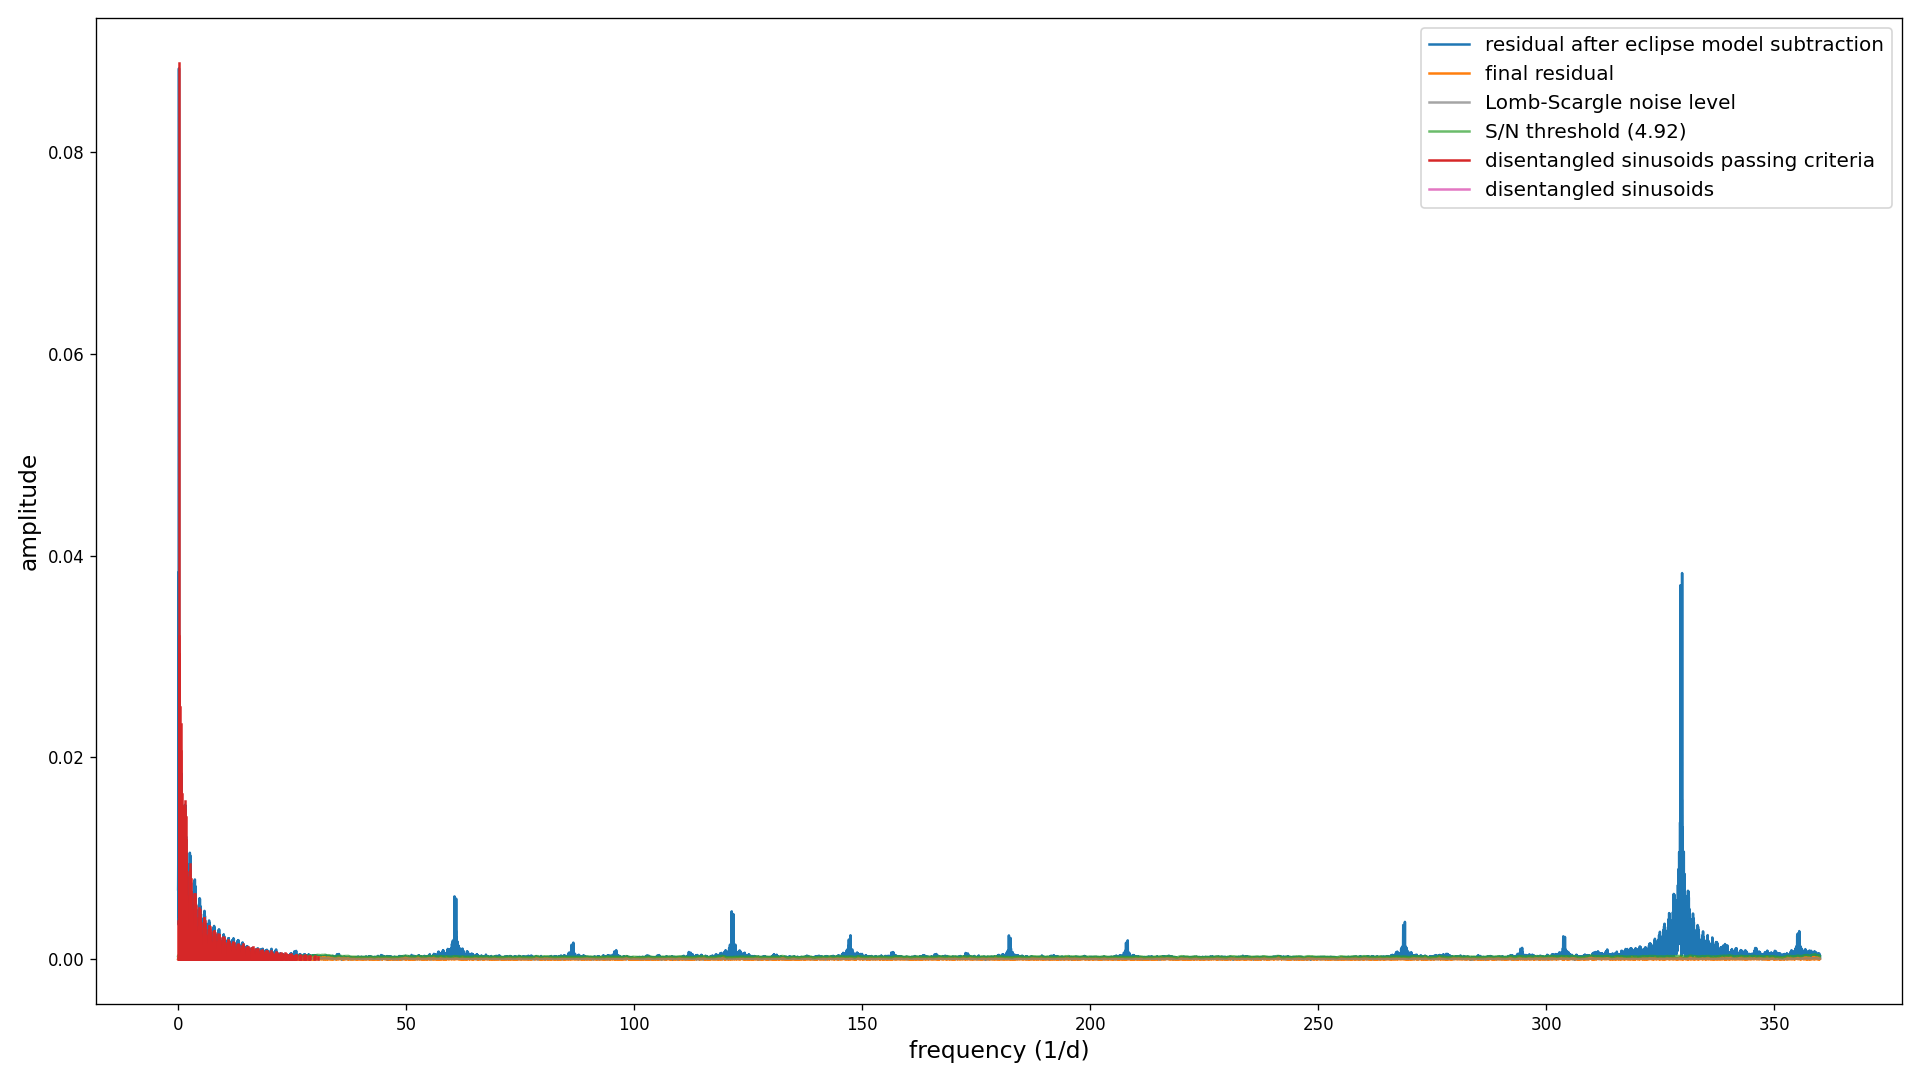 residual after eclipse model subtraction
final residual
Lomb-Scargle noise level
S/N threshold (4.92)
disentangled sinusoids passing criteria
disentangled sinusoids
amplitude
0.08
0.06
0.04
0.02
0.00
0 50 100 150 200 250 300 350
frequency (1/d)